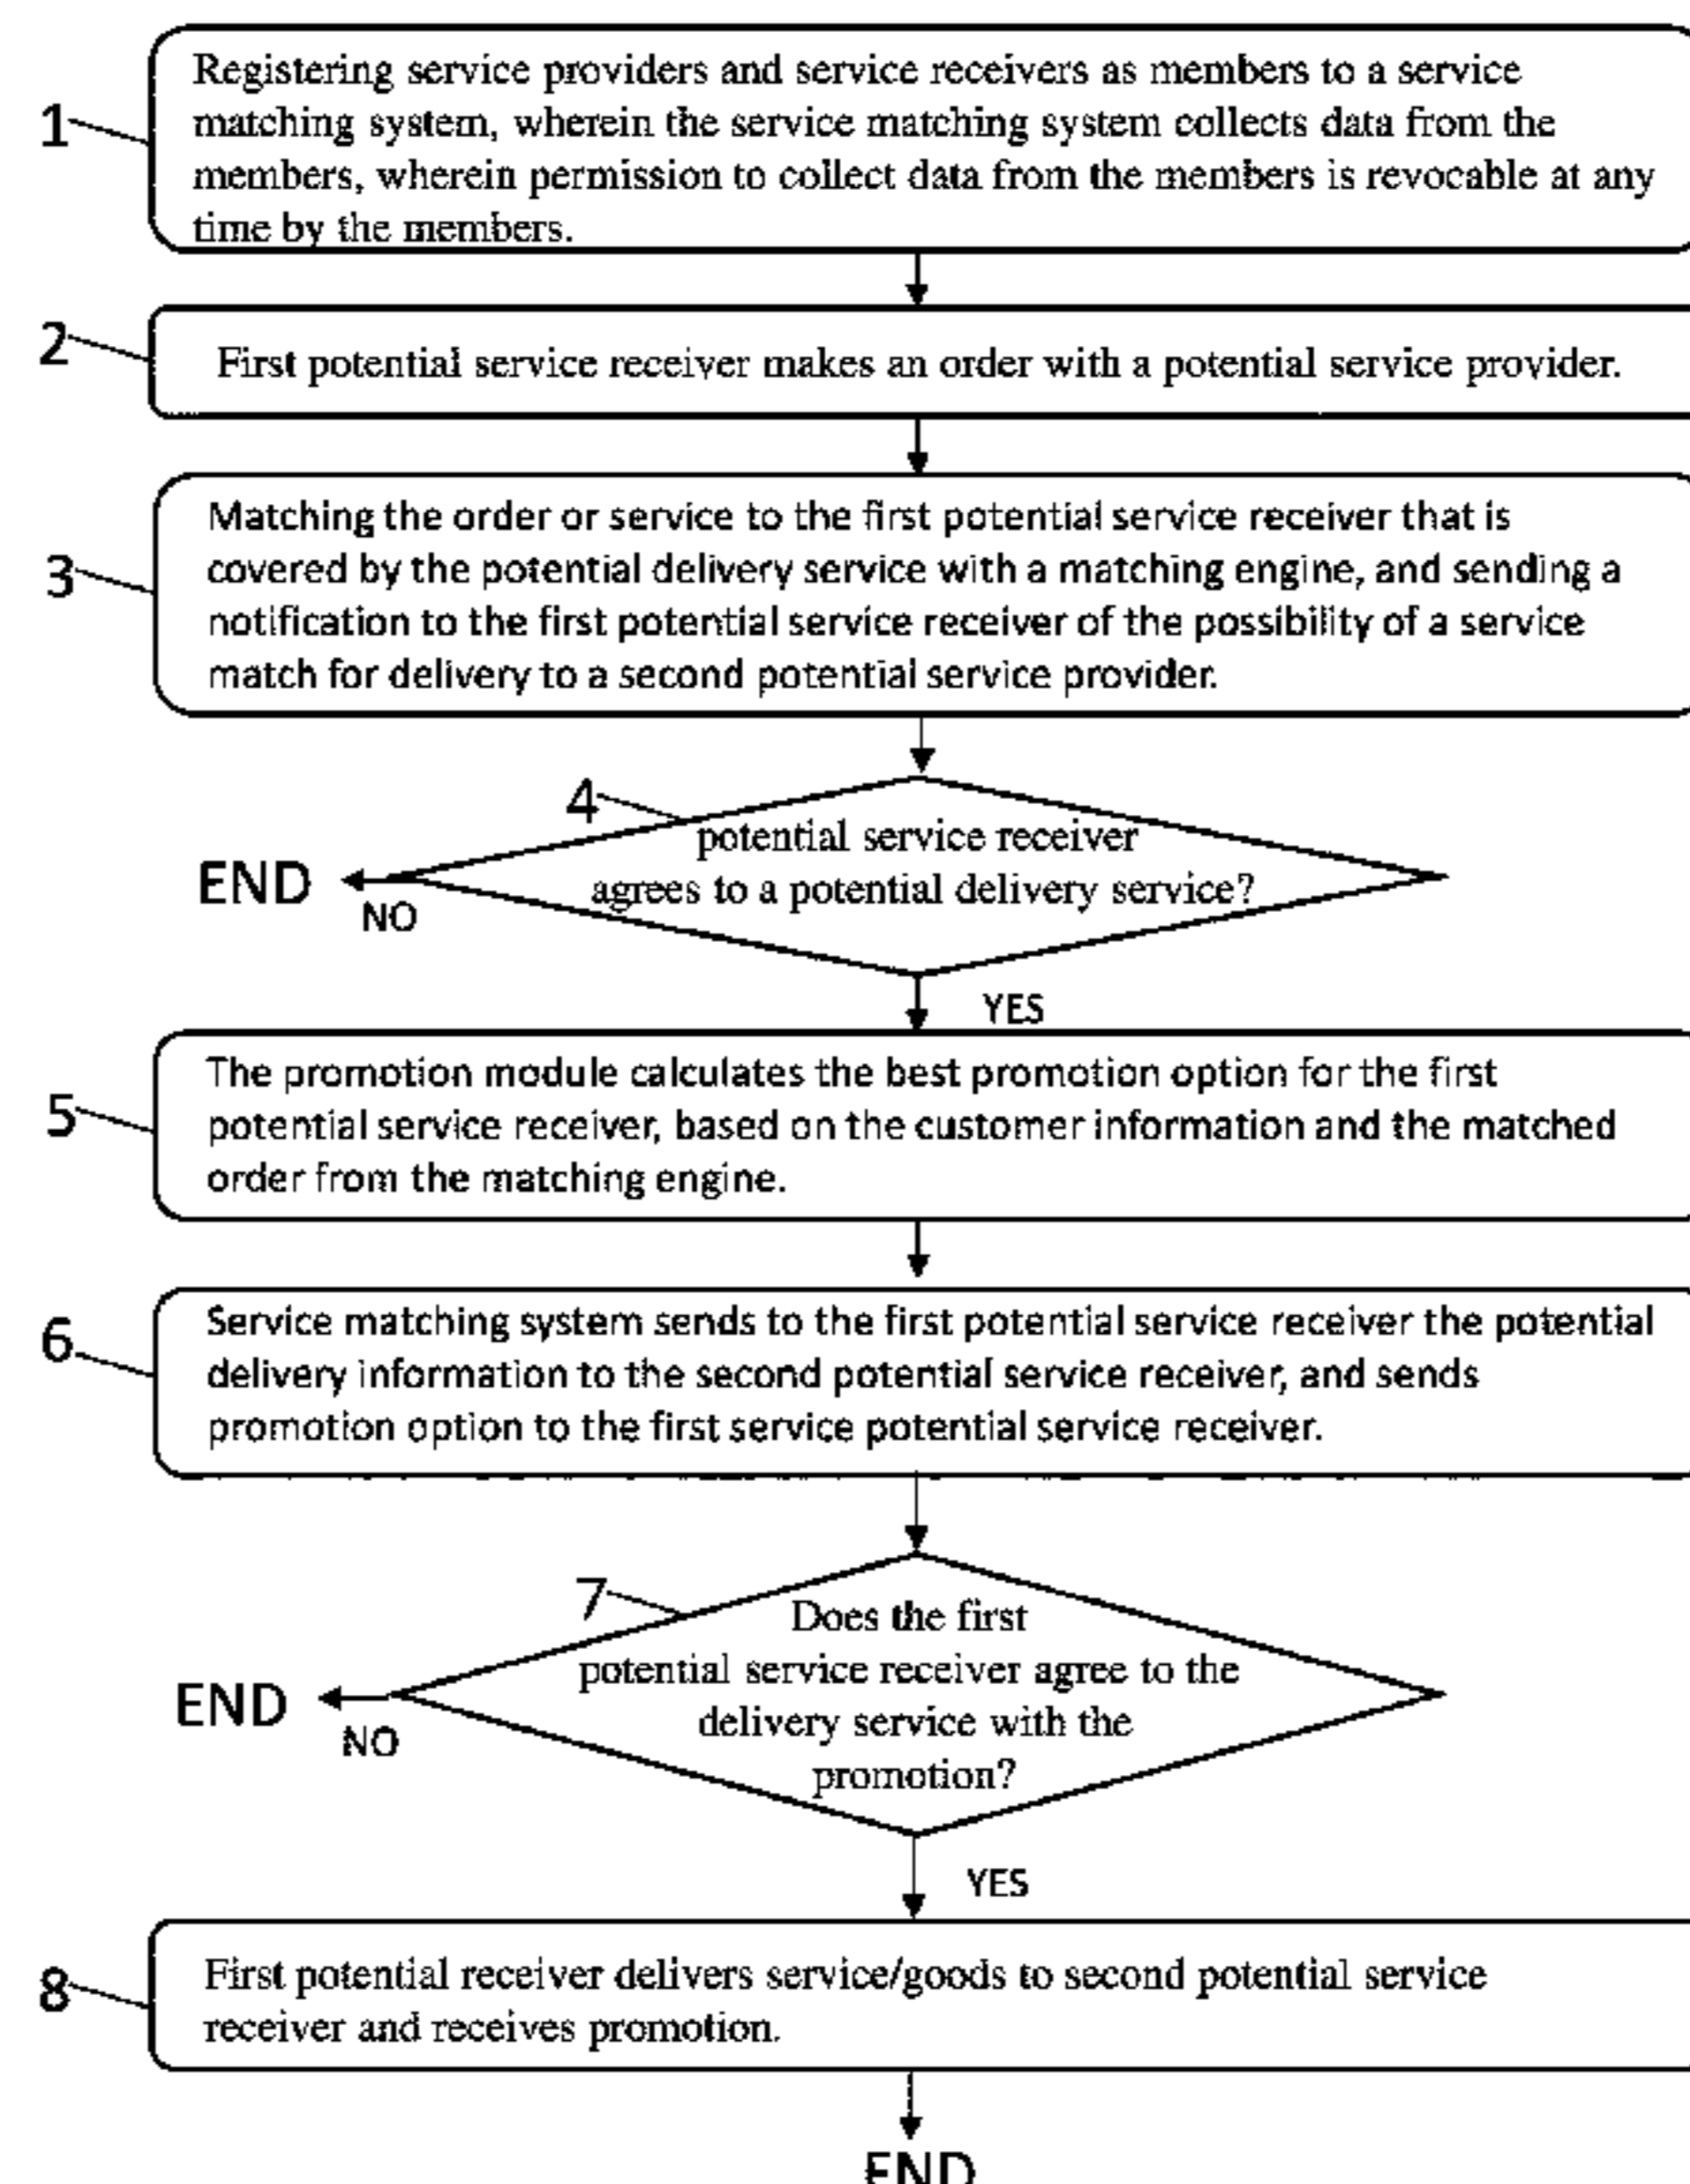 1
Registering service providers and service receivers as members to a service
matching system, wherein the service matching system collects data from the
members, wherein permission to collect data from the members is revocable at any
time by the members.
2
First potential service receiver makes an order with a potential service provider.
3
Matching the order or service to the first potential service receiver that is
covered by the potential delivery service with a matching engine, and sending a
notification to the first potential service receiver of the possibility of a service
match for delivery to a second potential service provider.
4
potential service receiver
agrees to a potential delivery service?
END
NO
YES
5
The promotion module calculates the best promotion option for the first
potential service receiver, based on the customer information and the matched
order from the matching engine.
6
Service matching system sends to the first potential service receiver the potential
delivery information to the second potential service receiver, and sends
promotion option to the first service potential service receiver.
7
Does the first
potential service receiver agree to the
delivery service with the
promotion?
END
NO
YES
8
First potential receiver delivers service/goods to second potential service
receiver and receives promotion.
END